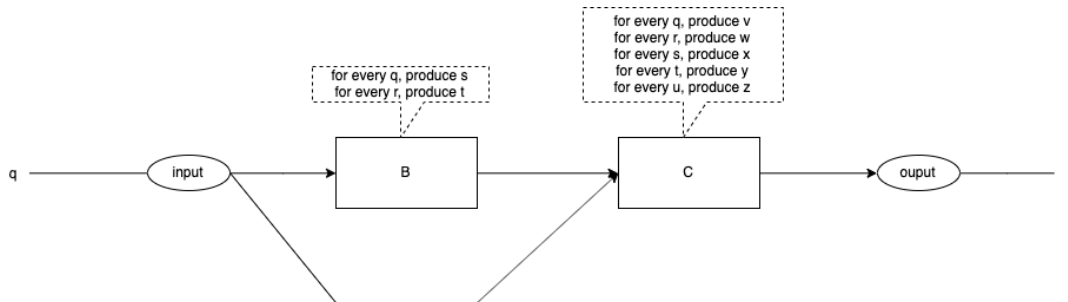 for every q, produce v
for every r, produce w
for every s, produce x
for every t, produce y
for every u, produce z
for every q, produce s
for every r, produce t
q
input
B
C
ouput